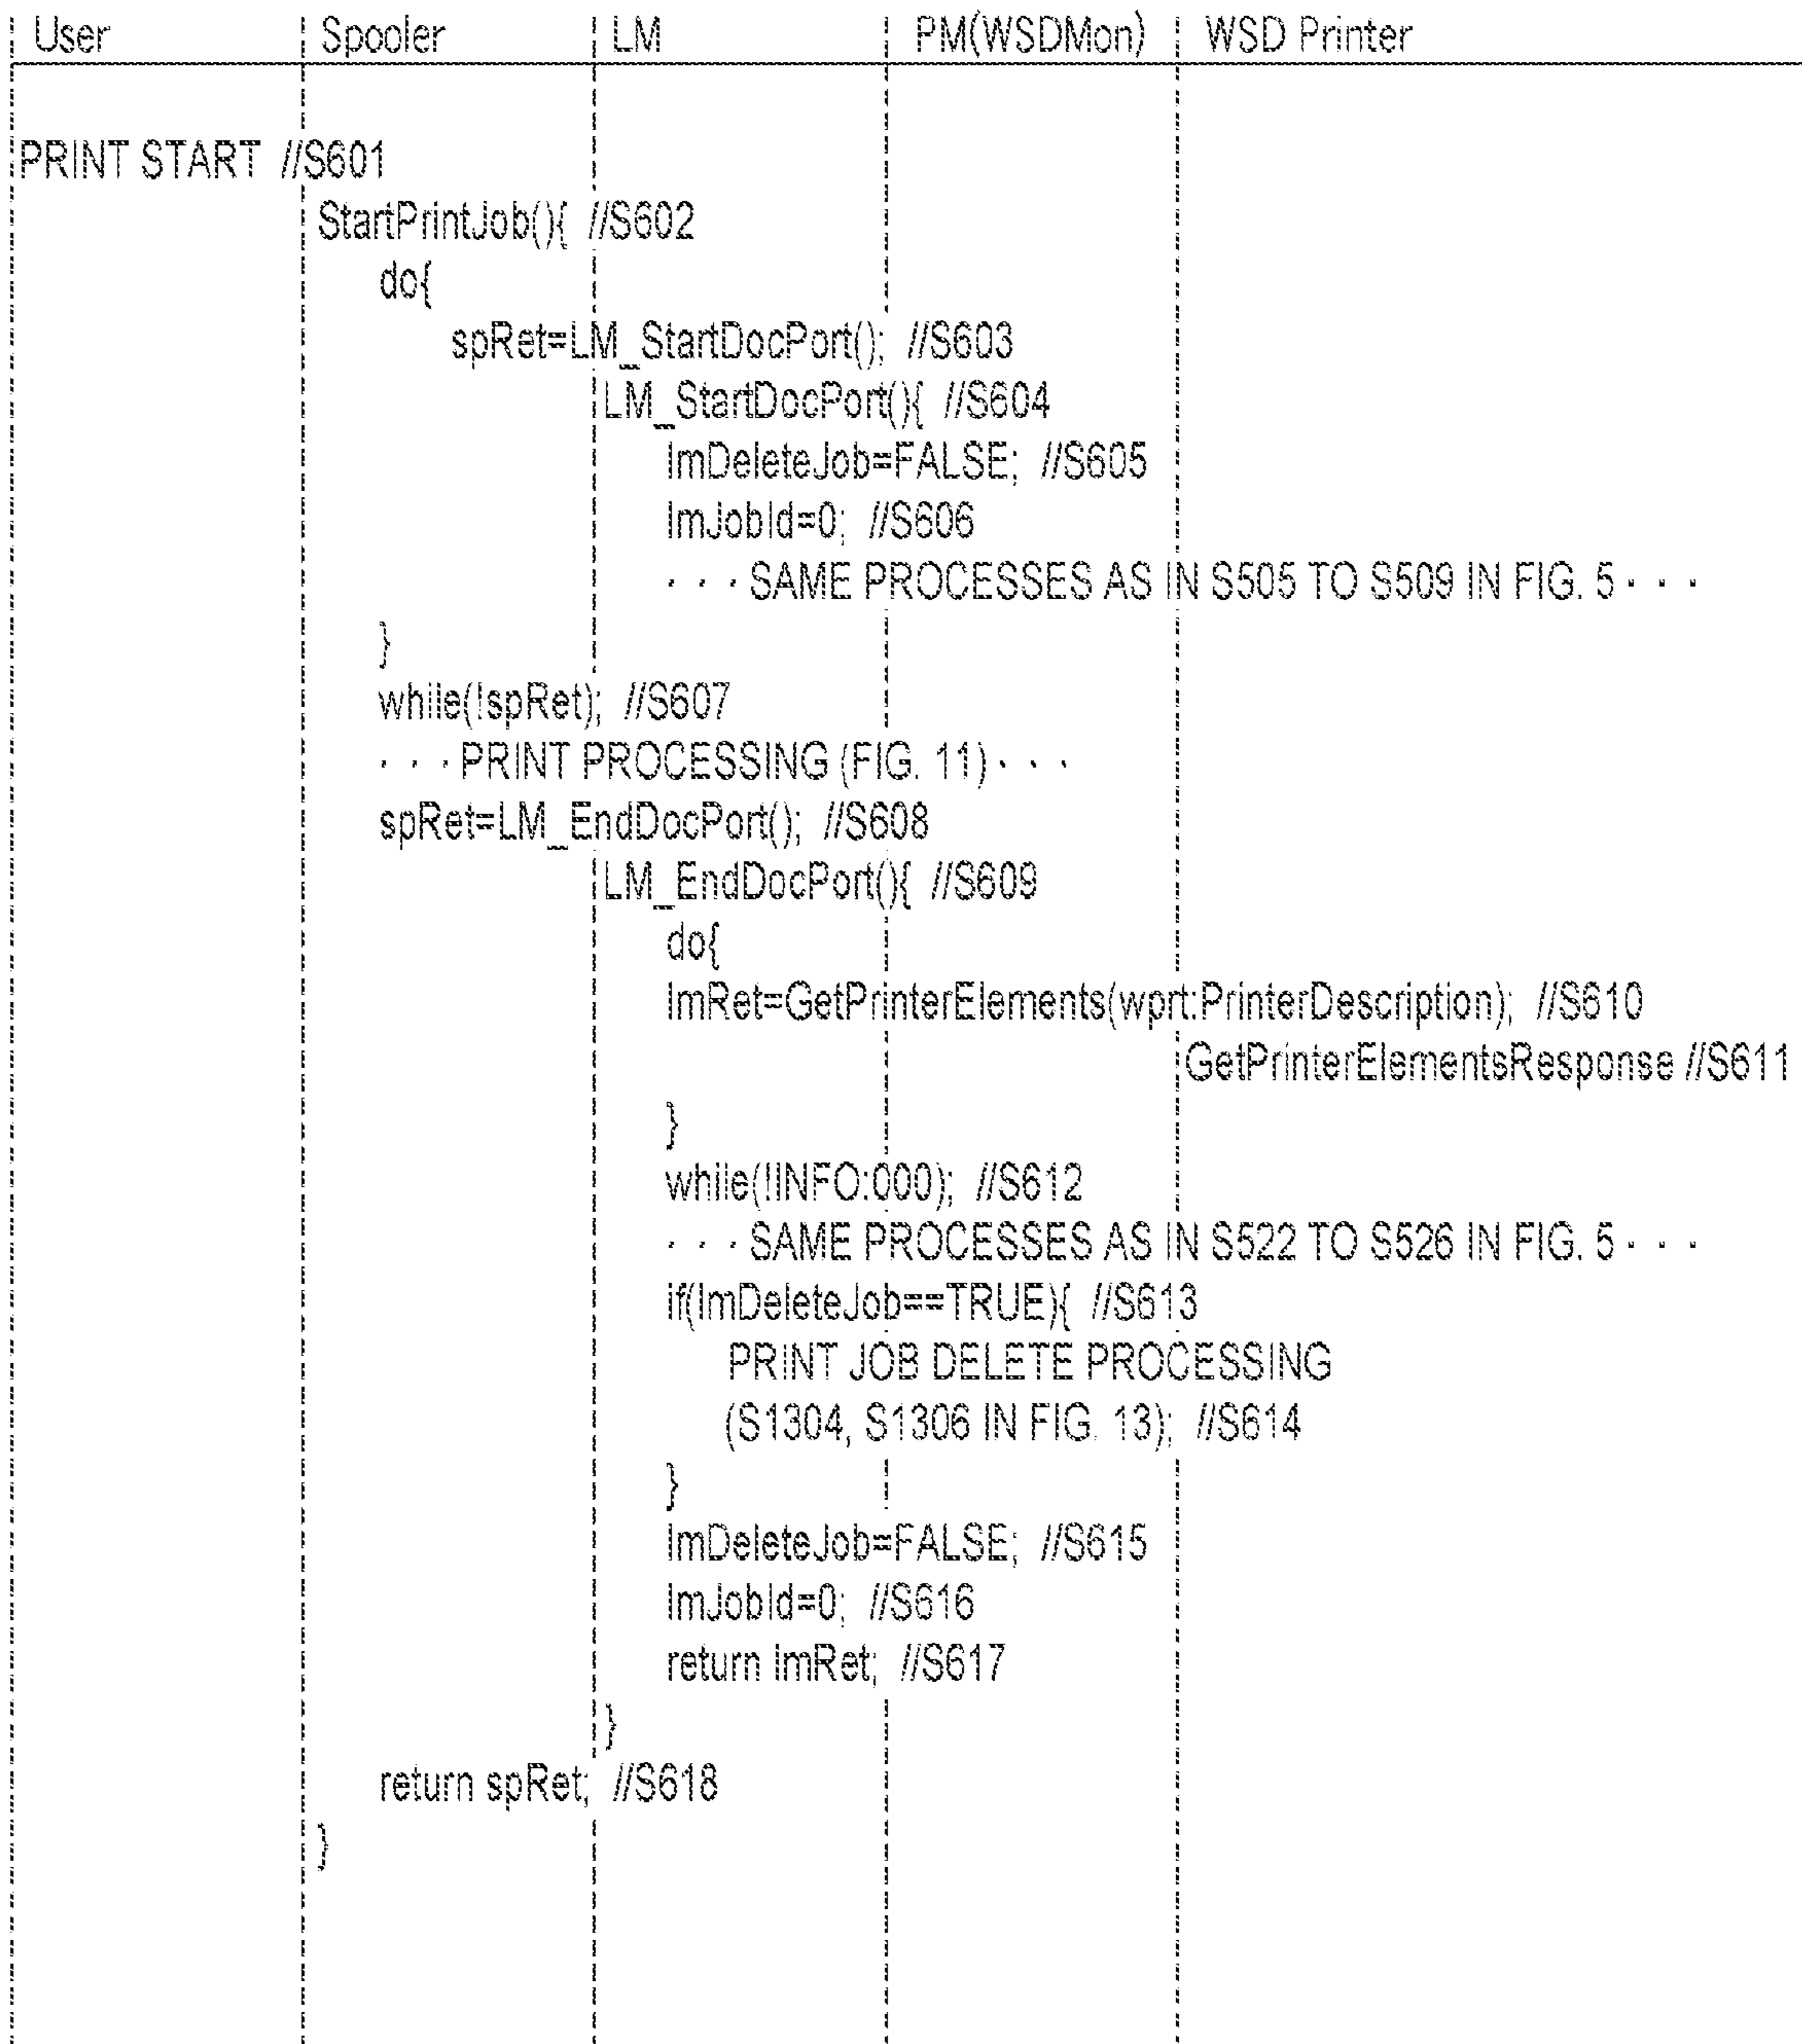 User Spooler LM PM(WSDMon) WSD Printer
PRINT START //S601
StartPrintJob(){ //S602
do{
spRet=LM_StartDocPort(); //S603
LM_StartDocPort(){ //S604
lmDeleteJob=FALSE; //S605
lmJobId=0; //S606
· · · SAME PROCESSES AS IN S505 TO S509 IN FIG. 5 · · ·
}
while(!spRet); //S607
· · · PRINT PROCESSING (FIG. 11) · · ·
spRet=LM_EndDocPort(); //S608
LM_EndDocPort(){ //S609
do{
lmRet=GetPrinterElements(wprt:PrinterDescription); //S610
GetPrinterElementsResponse //S611
}
while(!INFO:000); //S612
· · · SAME PROCESSES AS IN S522 TO S526 IN FIG. 5 · · ·
if(lmDeleteJob==TRUE){ //S613
PRINT JOB DELETE PROCESSING
(S1304, S1306 IN FIG. 13); //S614
}
lmDeleteJob=FALSE; //S615
lmJobId=0; //S616
return lmRet; //S617
}
return spRet; //S618
}